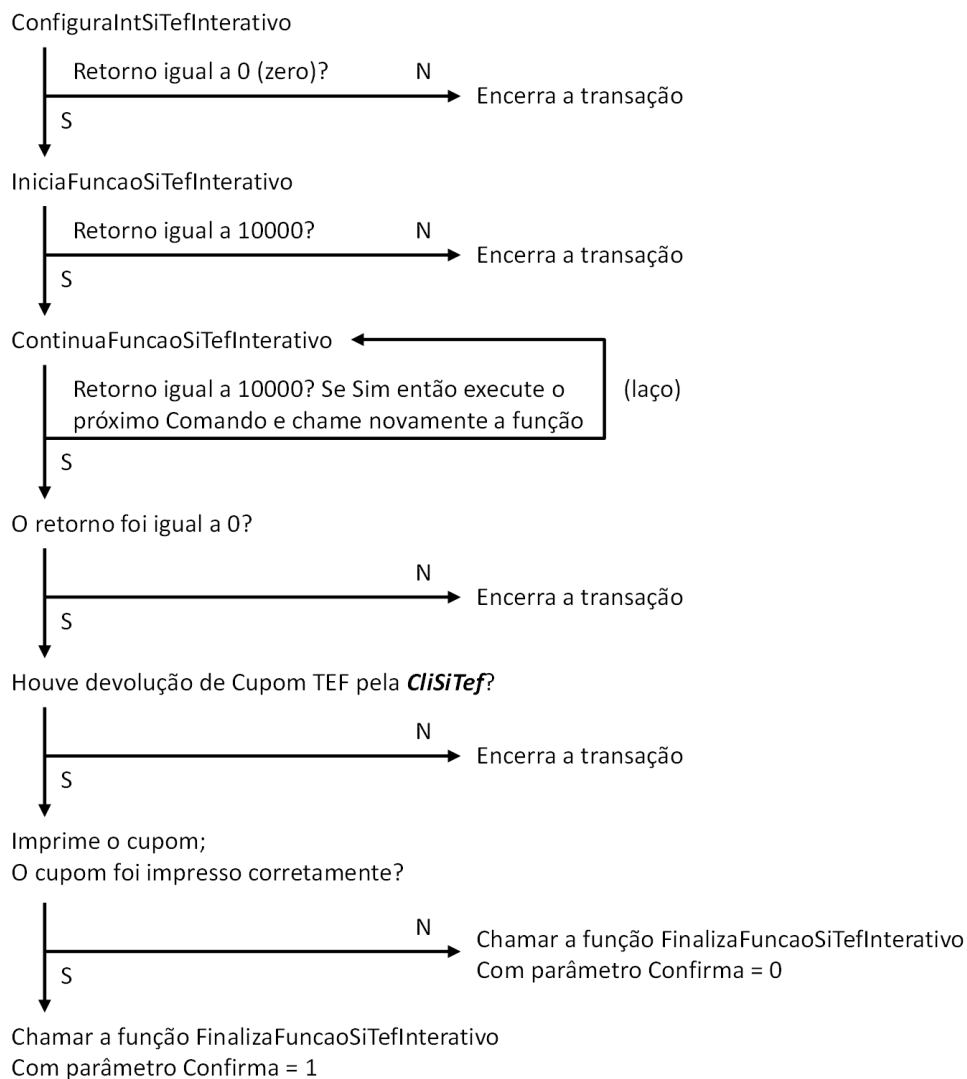 ConfiguraIntSiTefInterativo
Retorno igual a 0 (zero)?
N
Encerra a transação
S
IniciaFuncaoSiTefInterativo
Retorno igual a 10000?
N
Encerra a transação
S
ContinuaFuncaoSiTefInterativo
Retorno igual a 10000? Se Sim então execute o
(laço)
próximo Comando e chame novamente a função
S
O retorno foi igual a 0?
N
Encerra a transação
S
Houve devolução de Cupom TEF pela CliSiTef?
N
Encerra a transação
S
Imprime o cupom;
O cupom foi impresso corretamente?
N
Chamar a função FinalizaFuncaoSiTefInterativo
Com parâmetro Confirma = 0
S
Chamar a função FinalizaFuncaoSiTefInterativo
Com parâmetro Confirma = 1